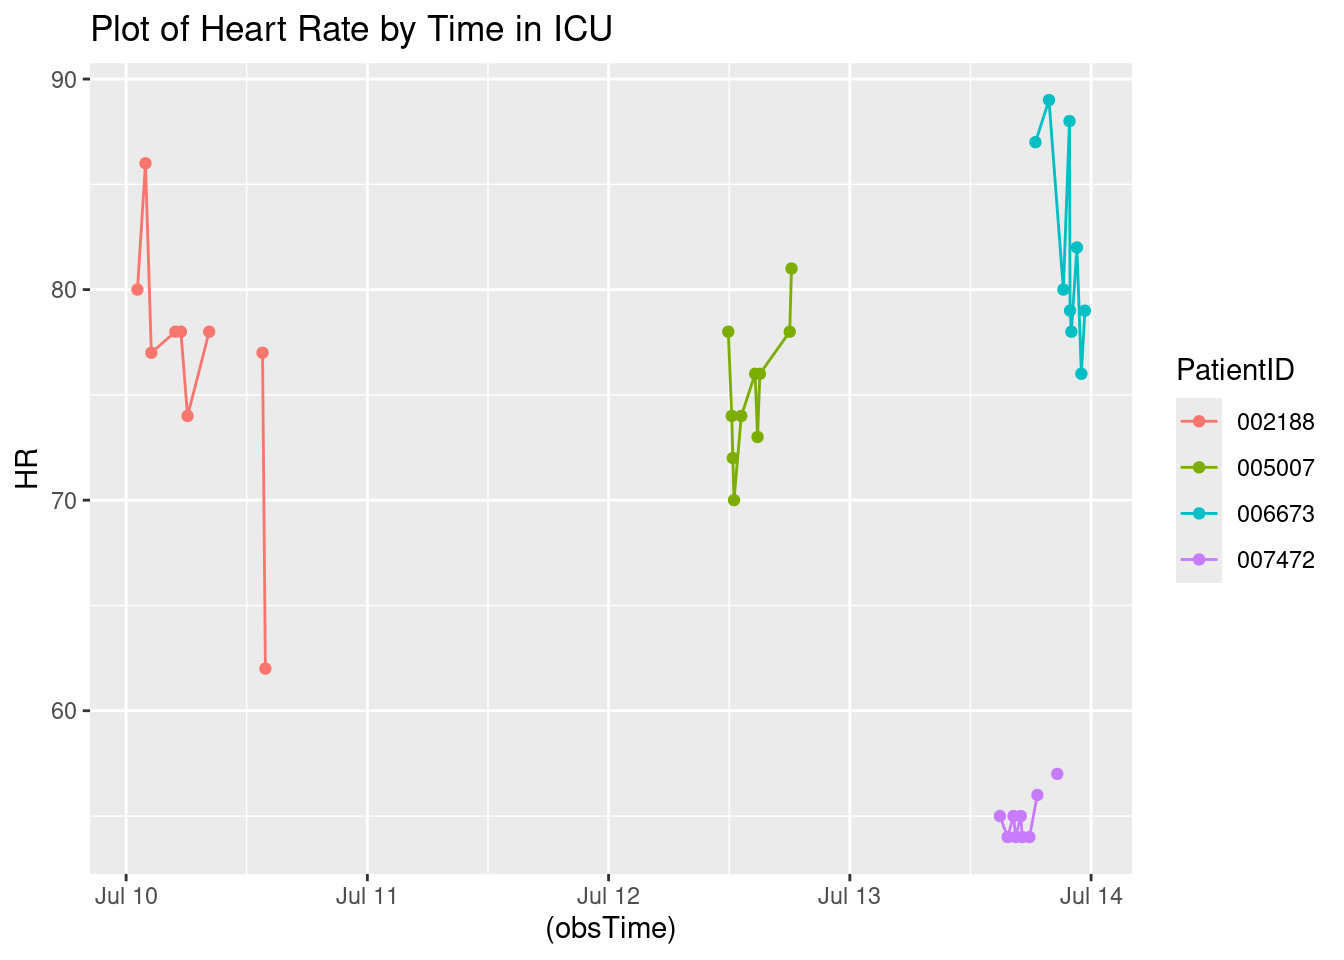 Plot of Heart Rate by Time in ICU
90
80
70
60
HR
Jul 10
Jul 11
Jul 12
Jul 13
Jul 14
(obsTime)
PatientID
002188
005007
006673
007472